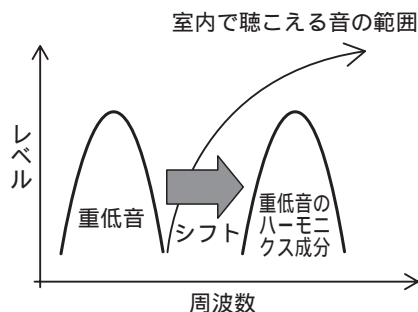 室内で聴こえる音の範囲
レベル
重低音
シフト
重低音の
ハーモニ
クス成分
周波数